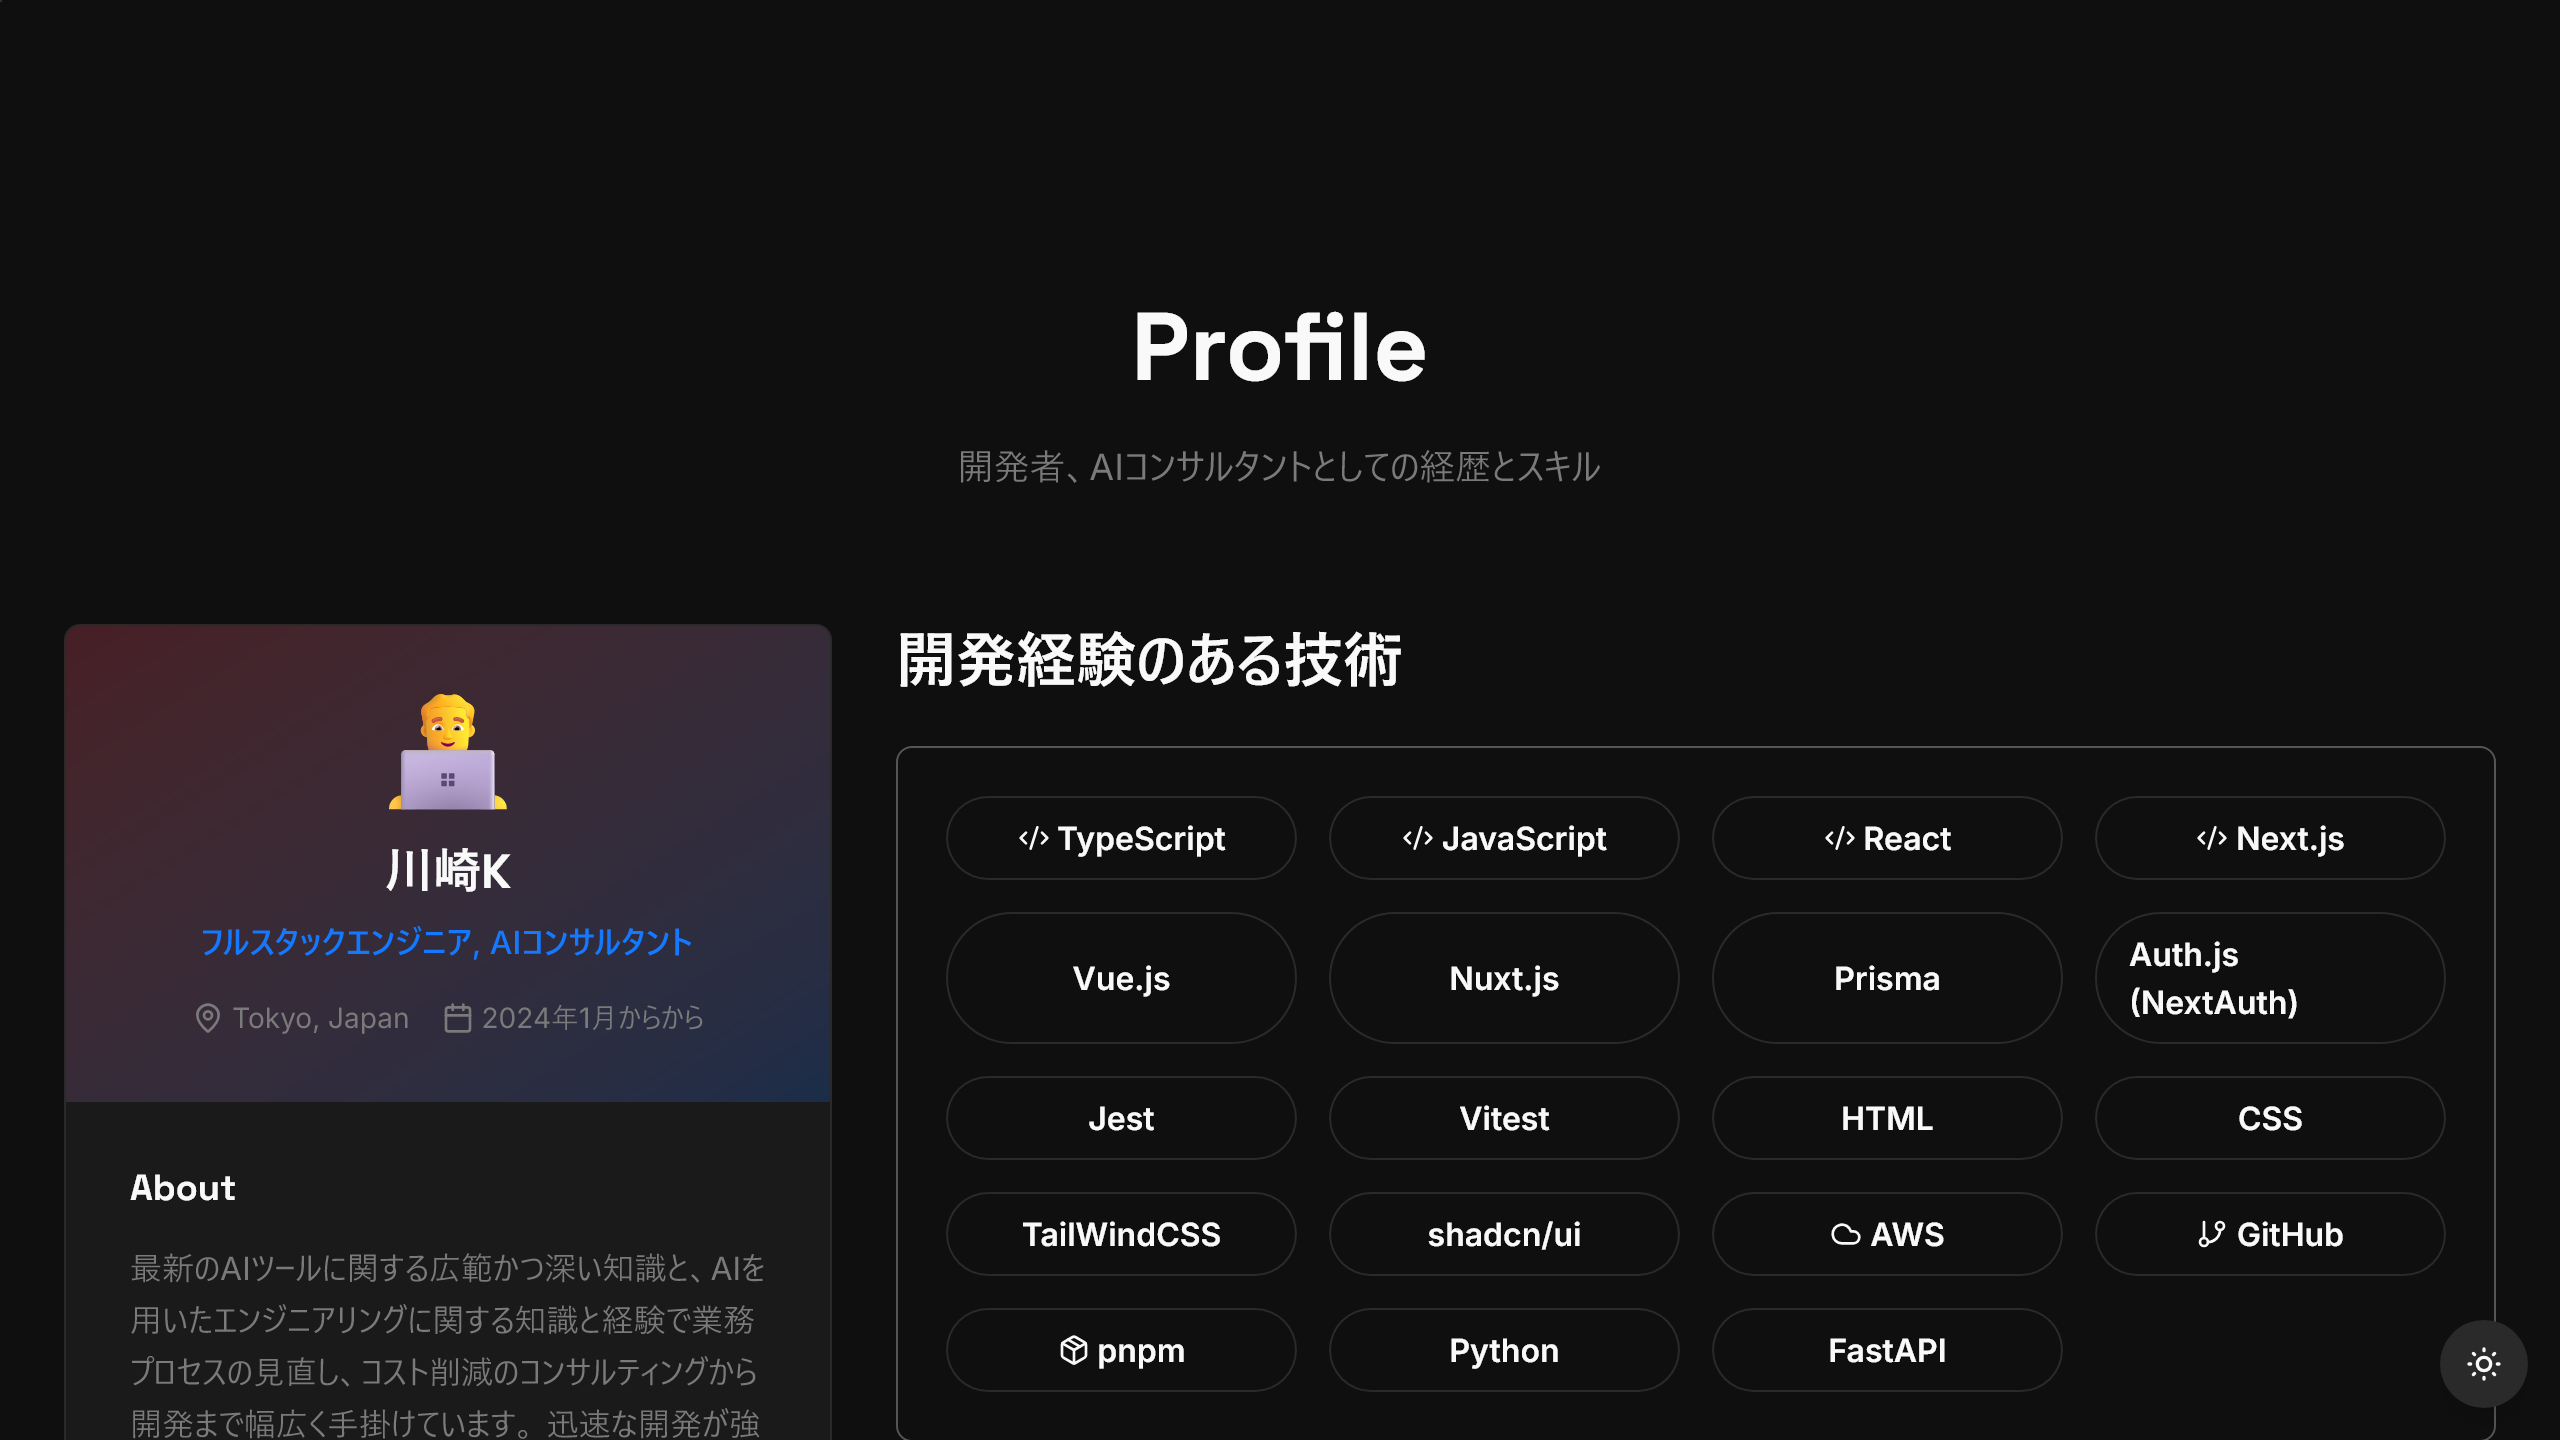 Profile
開発者、AIコンサルタントとしての経歴とスキル
川崎K
フルスタックエンジニア, AIコンサルタント
Tokyo, Japan
2024年1月からから
About
最新のAIツールに関する広範かつ深い知識と、AIを
用いたエンジニアリングに関する知識と経験で業務
プロセスの見直し、コスト削減のコンサルティングから
開発まで幅広く手掛けています。迅速な開発が強
開発経験のある技術
TypeScript
JavaScript
React
Next.js
Vue.js
Nuxt.js
Prisma
Auth.js
(NextAuth)
Jest
Vitest
HTML
CSS
TailWindCSS
shadcn/ui
AWS
GitHub
pnpm
Python
FastAPI